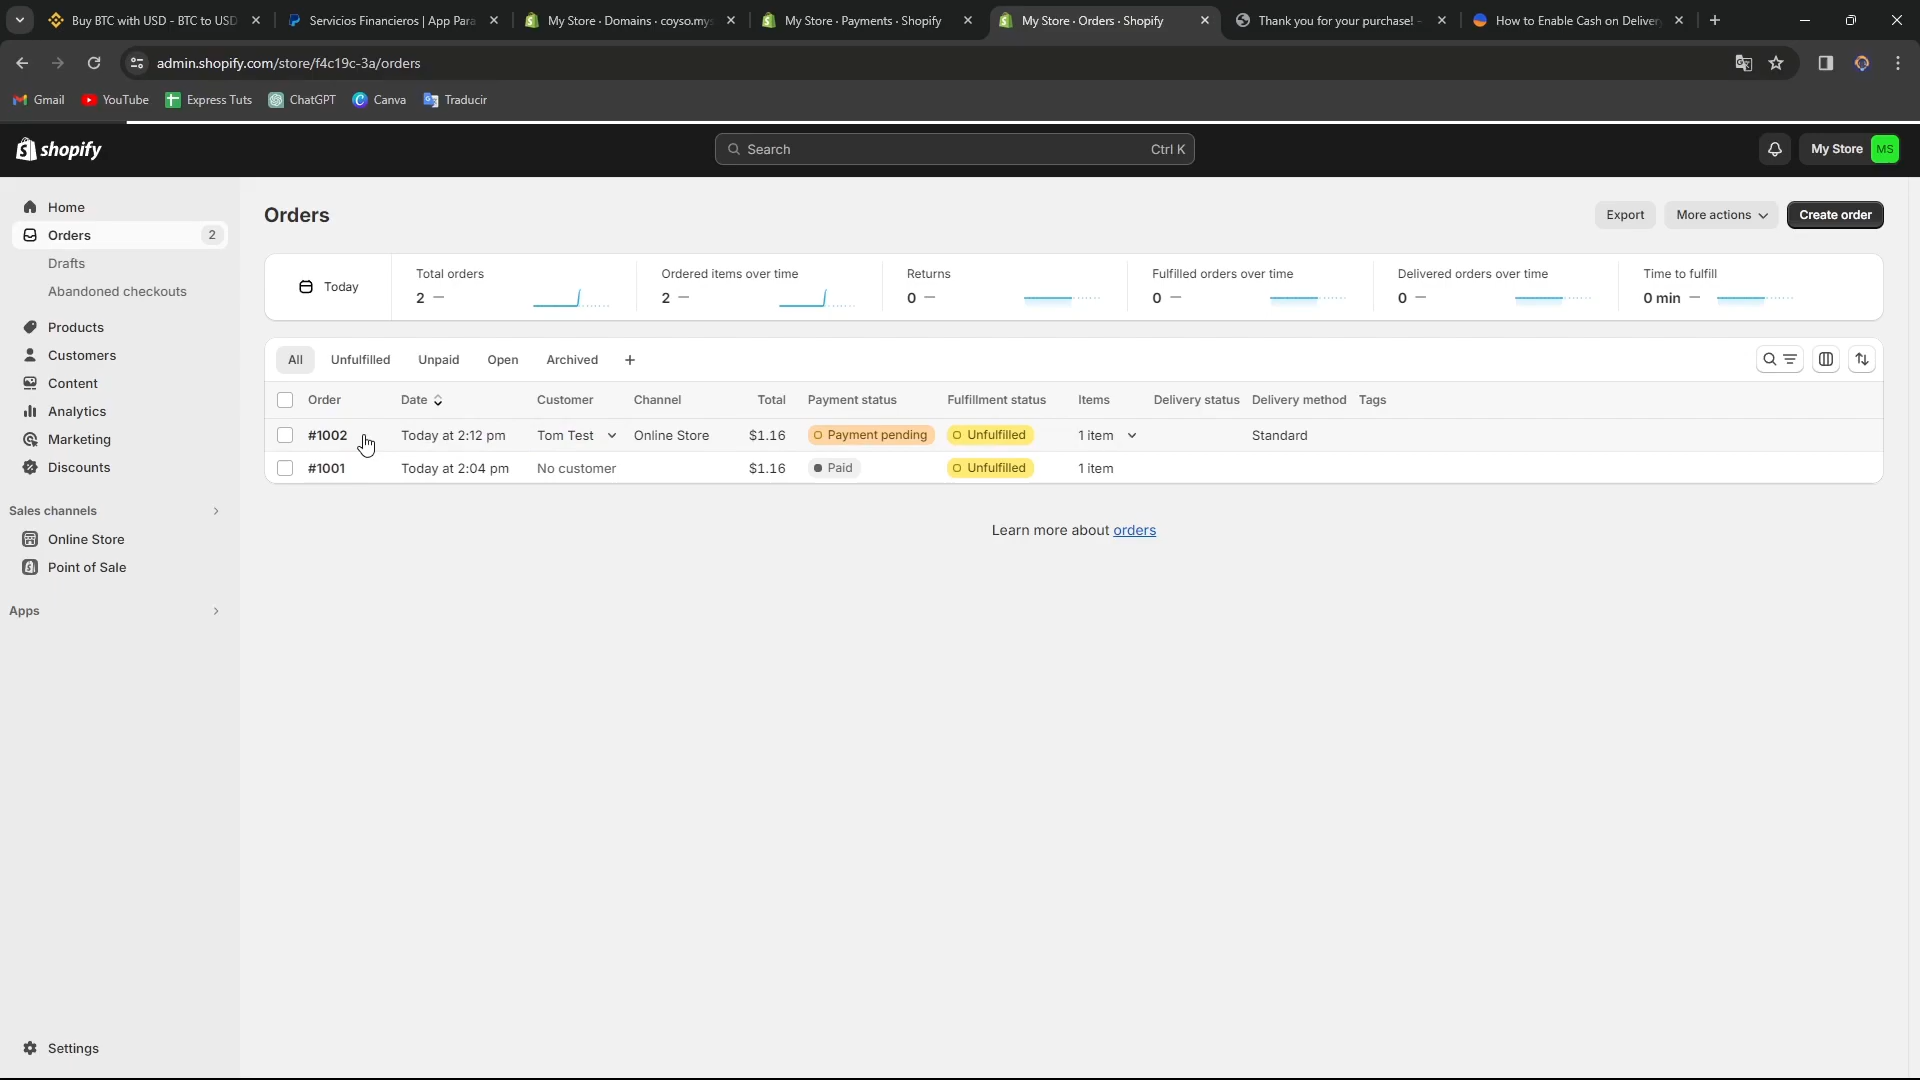 Buy BTC with USD - BTC to USD
Servicios Financieros | App Para
My Store · Domains · coyso.mys
My Store · Payments · Shopify
My Store · Orders · Shopify
Thank you for your purchase! -
How to Enable Cash on Deliver
admin.shopify.com/store/f4c19c-3a/orders
Gmail YouTube Express Tuts ChatGPT Canva Traducir
shopify
Search Ctrl K
My Store MS
Home
Orders 2
Drafts
Abandoned checkouts
Products
Customers
Content
Analytics
Marketing
Discounts
Sales channels
Online Store
Point of Sale
Apps
Settings
Orders
Export More actions Create order
Today
Total orders
2 —
Ordered items over time
2 —
Returns
0 —
Fulfilled orders over time
0 —
Delivered orders over time
0 —
Time to fulfill
0 min —
All Unfulfilled Unpaid Open Archived +
Order Date Customer Channel Total Payment status Fulfillment status Items Delivery status Delivery method Tags
#1002 Today at 2:12 pm Tom Test Online Store $1.16 Payment pending Unfulfilled 1 item Standard
#1001 Today at 2:04 pm No customer $1.16 Paid Unfulfilled 1 item
Learn more about orders